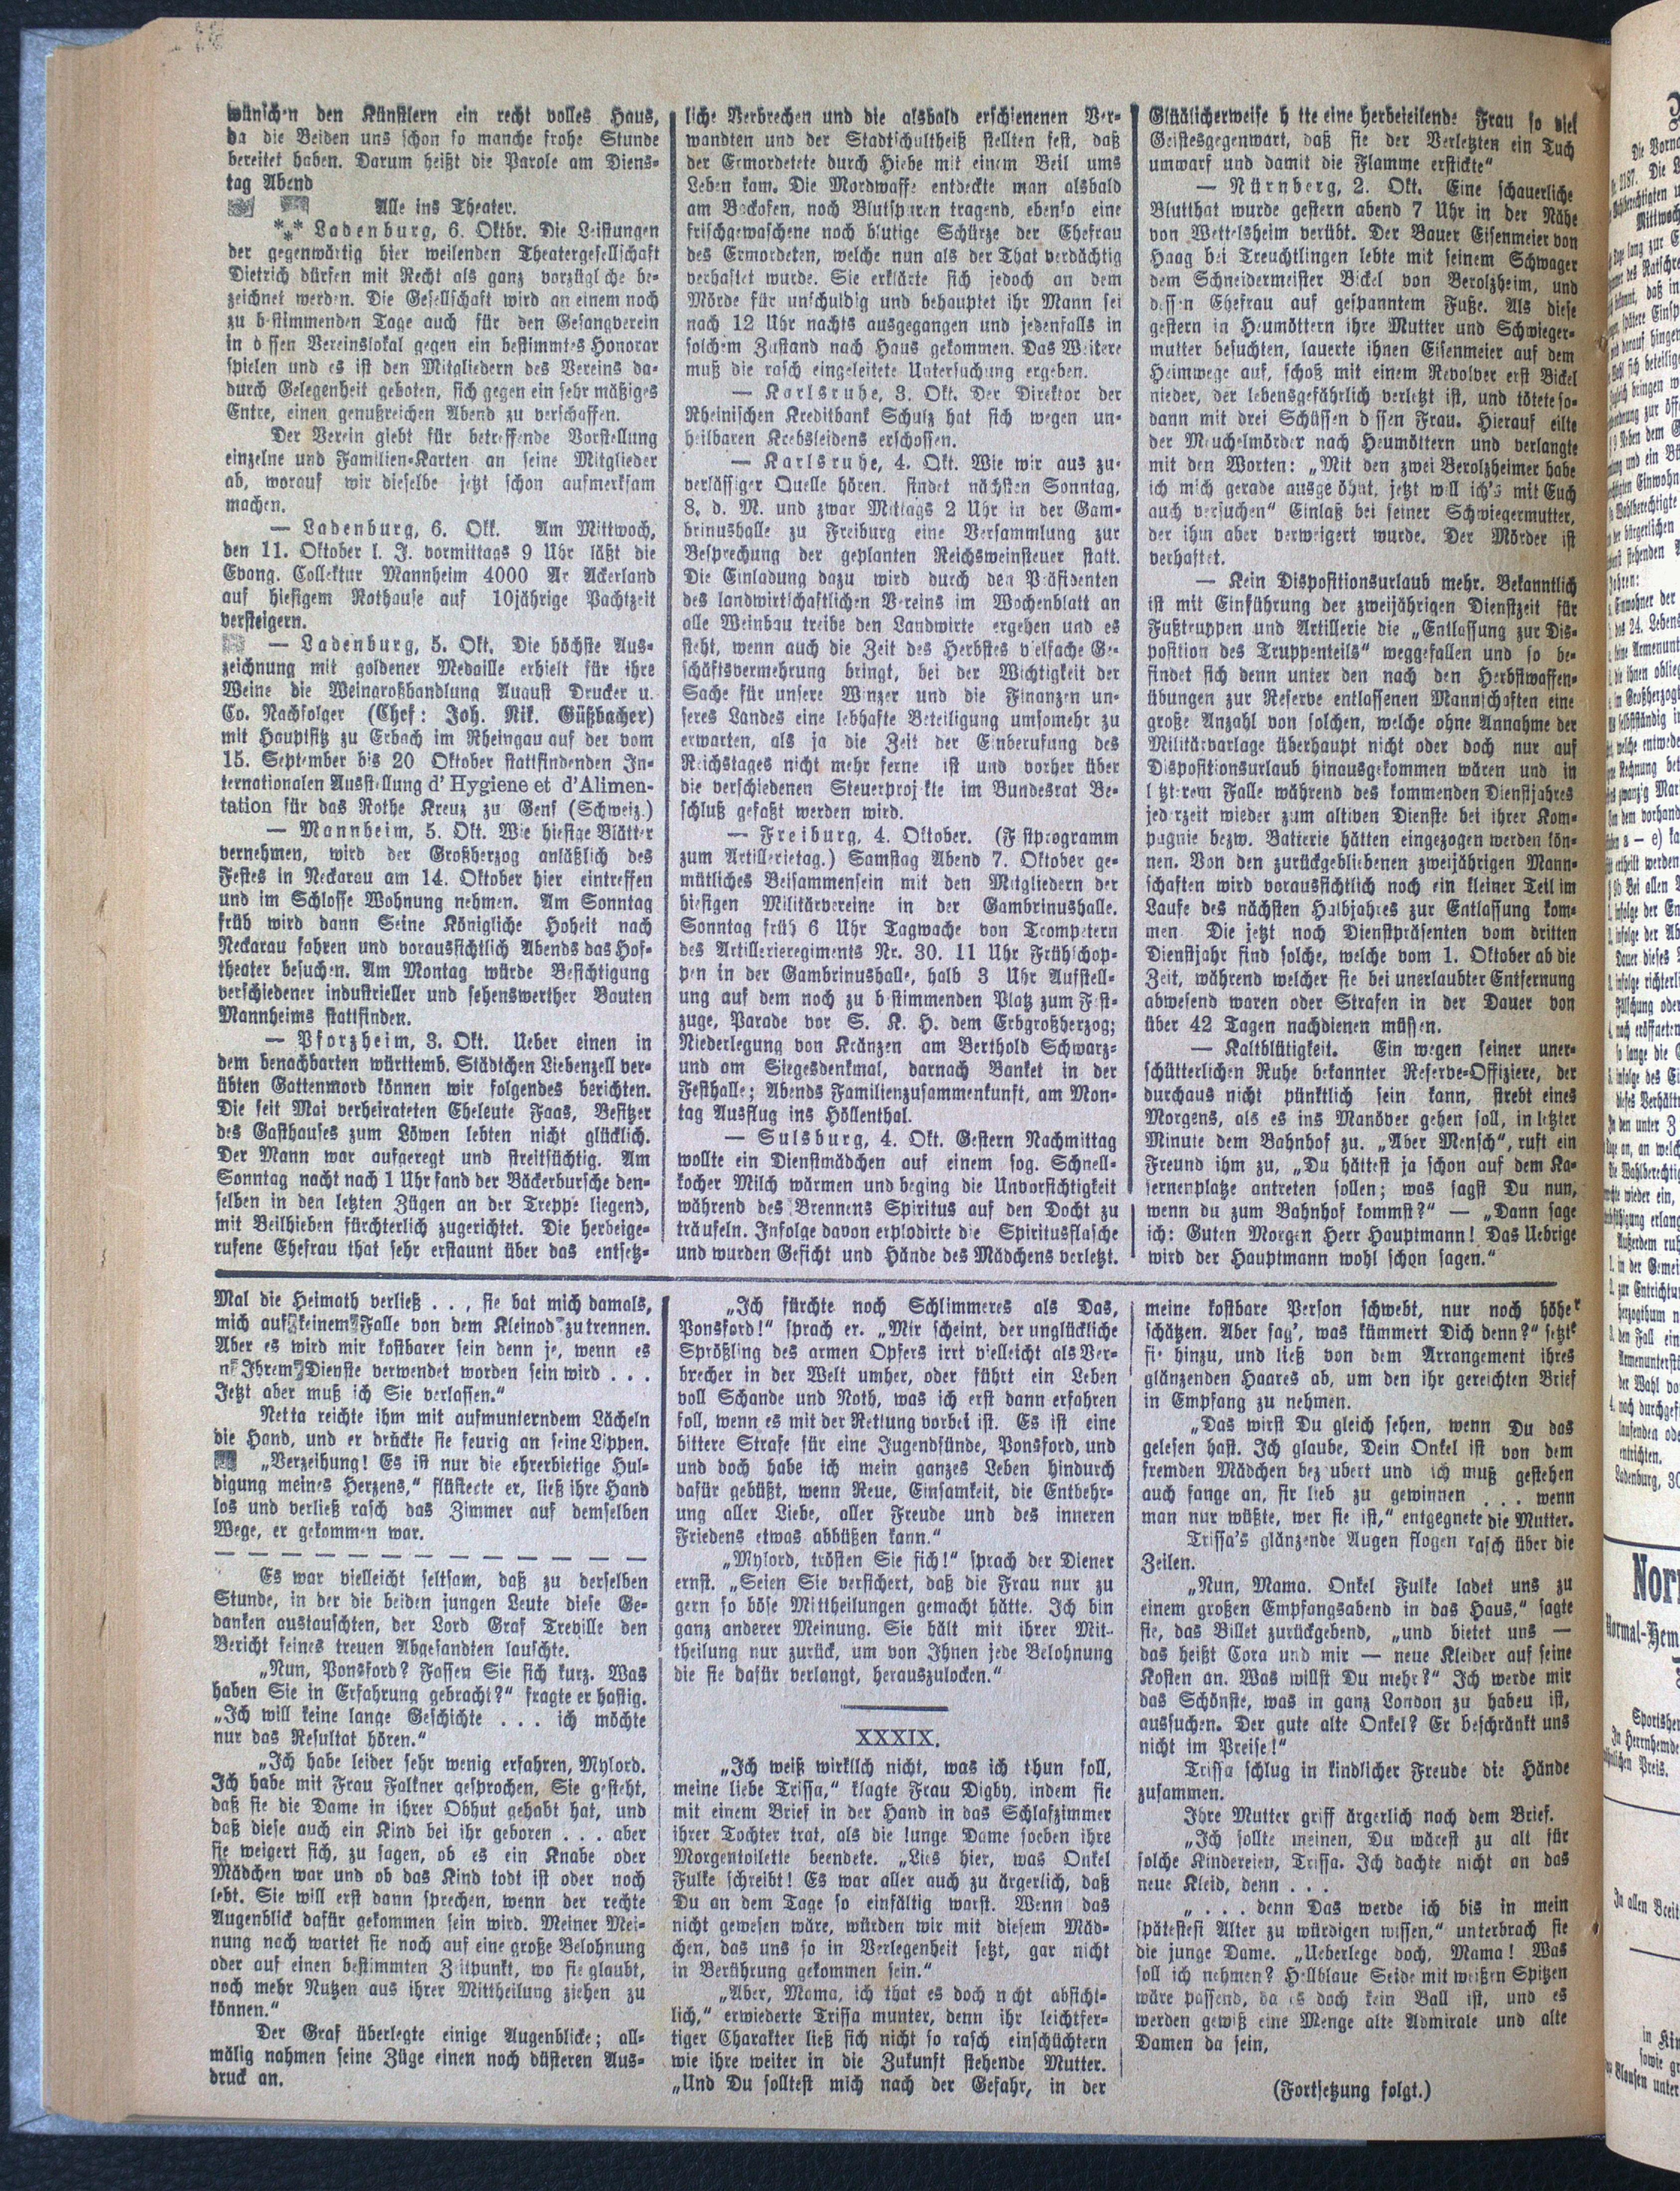 wünschen den Künstlern ein recht volles Haus,
da die Beiden uns schon so manche frohe Stunde
bereitet haben. Darum heißt die Parole am Diens-
tag Abend
Alle ins Theater.
*** Ladenburg, 6. Oktbr. Die Leistungen
der gegenwärtig hier weilenden Theatergesellschaft
Dietrich dürfen mit Recht als ganz vorzügliche be-
zeichnet werden. Die Gesellschaft wird an einem noch
zu bestimmenden Tage auch für den Gesangverein
in dessen Vereinslokal gegen ein bestimmtes Honorar
spielen und es ist den Mitgliedern des Vereins da-
durch Gelegenheit geboten, sich gegen ein sehr mäßiges
Entre, einen genußreichen Abend zu verschaffen.
Der Verein giebt für betreffende Vorstellung
einzelne und Familien-Karten an seine Mitglieder
ab, worauf wir dieselbe jetzt schon aufmerksam
machen.
— Ladenburg, 6. Okt. Am Mittwoch,
den 11. Oktober l. J. vormittags 9 Uhr läßt die
Evang. Collektur Mannheim 4000 Ar Ackerland
auf hiesigem Rathause auf 10jährige Pachtzeit
versteigern.
— Ladenburg, 5. Okt. Die höchste Aus-
zeichnung mit goldener Medaille erhielt für ihre
Weine die Weingroßhandlung August Drucker u.
Co. Nachfolger (Chef: Joh. Nik. Güßbacher)
mit Hauptsitz zu Erbach im Rheingau auf der vom
15. September bis 20 Oktober stattfindenden In-
ternationalen Ausstellung d' Hygiene et d'Alimen-
tation für das Rothe Kreuz zu Genf (Schweiz.)
— Mannheim, 5. Okt. Wie hiesige Blätter
vernehmen, wird der Großherzog anläßlich des
Festes in Neckarau am 14. Oktober hier eintreffen
und im Schlosse Wohnung nehmen. Am Sonntag
früh wird dann Seine Königliche Hoheit nach
Neckarau fahren und voraussichtlich Abends das Hof-
theater besuchen. Am Montag würde Besichtigung
verschiedener industrieller und sehenswerther Bauten
Mannheims stattfinden.
— Pforzheim, 3. Okt. Ueber einen in
dem benachbarten württemb. Städtchen Liebenzell ver-
übten Gattenmord können wir folgendes berichten.
Die seit Mai verheirateten Eheleute Faas, Besitzer
des Gasthauses zum Löwen lebten nicht glücklich.
Der Mann war aufgeregt und streitsüchtig. Am
Sonntag nacht nach 1 Uhr fand der Bäckerbursche den-
selben in den letzten Zügen an der Treppe liegend,
mit Beilhieben fürchterlich zugerichtet. Die herbeige-
rufene Ehefrau that sehr erstaunt über das entsetz-
liche Verbrechen und die alsbald erschienenen Ver-
wandten und der Stadtschultheiß stellten fest, daß
der Ermordetete durch Hiebe mit einem Beil ums
Leben kam. Die Mordwaffe entdeckte man alsbald
am Backofen, noch Blutspuren tragend, ebenso eine
frischgewaschene noch blutige Schürze der Ehefrau
des Ermordeten, welche nun als der That verdächtig
verhaftet wurde. Sie erklärte sich jedoch an dem
Mörde für unschuldig und behauptet ihr Mann sei
nach 12 Uhr nachts ausgegangen und jedenfalls in
solchem Zustand nach Haus gekommen. Das Weitere
muß die rasch eingeleitete Untersuchung ergeben.
— Karlsruhe, 3. Okt. Der Direktor der
Rheinischen Kreditbank Schulz hat sich wegen un-
heilbaren Krebsleidens erschossen.
— Karlsruhe, 4. Okt. Wie wir aus zu-
verlässiger Quelle hören, findet nächsten Sonntag,
8. d. M. und zwar Mittags 2 Uhr in der Gam-
brinushalle zu Freiburg eine Versammlung zur
Besprechung der geplanten Reichsweinsteuer statt.
Die Einladung dazu wird durch den Präsidenten
des landwirtschaftlichen Vereins im Wochenblatt an
alle Weinbau treibe den Landwirte ergehen und es
steht, wenn auch die Zeit des Herbstes vielfache Ge-
schäftsvermehrung bringt, bei der Wichtigkeit der
Sache für unsere Winzer und die Finanzen un-
seres Landes eine lebhafte Beteiligung umsomehr zu
erwarten, als ja die Zeit der Einberufung des
Reichstages nicht mehr ferne ist und vorher über
die verschiedenen Steuerprojekte im Bundesrat Be-
schluß gefaßt werden wird.
— Freiburg, 4. Oktober. (Festprogramm
zum Artillerietag.) Samstag Abend 7. Oktober ge-
mütliches Beisammensein mit den Mitgliedern der
hiesigen Militärvereine in der Gambrinushalle.
Sonntag früh 6 Uhr Tagwache von Trompetern
des Artillerieregiments Nr. 30. 11 Uhr Frühschop-
pen in der Gambrinushalle, halb 3 Uhr Aufstell-
ung auf dem noch zu bestimmenden Platz zum Fest-
zuge, Parade vor S. K. H. dem Erbgroßherzog;
Niederlegung von Kränzen am Berthold Schwarz-
und am Siegesdenkmal, darnach Banket in der
Festhalle; Abends Familienzusammenkunft, am Mon-
tag Ausflug ins Höllenthal.
— Sulsburg, 4. Okt. Gestern Nachmittag
wollte ein Dienstmädchen auf einem sog. Schnell-
kocher Milch wärmen und beging die Unvorsichtigkeit
während des Brennens Spiritus auf den Docht zu
träufeln. Infolge davon explodirte die Spiritusflasche
und wurden Gesicht und Hände des Mädchens verletzt.
Glücklicherweise h tte eine herbeieilende Frau so viel
Geistesgegenwart, daß sie der Verletzten ein Tuch
umwarf und damit die Flamme erstickte"
— Nürnberg, 2. Okt. Eine schauerliche
Blutthat wurde gestern abend 7 Uhr in der Nähe
von Wettelsheim verübt. Der Bauer Eisenmeier von
Haag bei Treuchtlingen lebte mit seinem Schwager
dem Schneidermeister Bickel von Berolzheim, und
dessen Ehefrau auf gespanntem Fuße. Als diese
gestern in Heumöttern ihre Mutter und Schwieger-
mutter besuchten, lauerte ihnen Eisenmeier auf dem
Heimwege auf, schoß mit einem Revolver erst Bickel
nieder, der lebensgefährlich verletzt ist, und tötete so-
dann mit drei Schüssen dessen Frau. Hierauf eilte
der Meuchelmörder nach Heumöttern und verlangte
mit den Worten: „Mit den zwei Berolzheimer habe
ich mich gerade ausgesöhnt, jetzt will ich's mit Euch
auch versuchen" Einlaß bei seiner Schwiegermutter,
der ihm aber verweigert wurde. Der Mörder ist
verhaftet.
— Kein Dispositionsurlaub mehr. Bekanntlich
ist mit Einführung der zweijährigen Dienstzeit für
Fußtruppen und Artillerie die „Entlassung zur Dis-
position des Truppenteils" weggefallen und so be-
findet sich denn unter den nach den Herbstwaffen-
übungen zur Reserve entlassenen Mannschaften eine
große Anzahl von solchen, welche ohne Annahme der
Militärvarlage überhaupt nicht oder doch nur auf
Dispositionsurlaub hinausgekommen wären und in
letzterem Falle während des kommenden Dienstjahres
jederzeit wieder zum aktiven Dienste bei ihrer Kom-
pagnie bezw. Batterie hätten eingezogen werden kön-
nen. Von den zurückgebliebenen zweijährigen Mann-
schaften wird voraussichtlich noch ein kleiner Teil im
Laufe des nächsten Halbjahres zur Entlassung kom-
men. Die jetzt noch Dienstpräsenten vom dritten
Dienstjahr sind solche, welche vom 1. Oktober ab die
Zeit, während welcher sie bei unerlaubter Entfernung
abwesend waren oder Strafen in der Dauer von
über 42 Tagen nachdienen müssen.
— Kaltblütigkeit. Ein wegen seiner uner-
schütterlichen Ruhe bekannter Reserve-Offiziere, der
durchaus nicht pünktlich sein kann, strebt eines
Morgens, als es ins Manöver gehen soll, in letzter
Minute dem Bahnhof zu. „Aber Mensch", ruft ein
Freund ihm zu, „Du hättest ja schon auf dem Ka-
sernenplatze antreten sollen; was sagst Du nun,
wenn du zum Bahnhof kommst?" — „Dann sage
ich: Guten Morgen Herr Hauptmann! Das Uebrige
wird der Hauptmann wohl schon sagen."
Mal die Heimath verließ . . , sie bat mich damals,
mich auf keinem Falle von dem Kleinod zu trennen.
Aber es wird mir kostbarer sein denn je, wenn es
n Ihrem Dienste verwendet worden sein wird . . .
Jetzt aber muß ich Sie verlassen."
Netta reichte ihm mit aufmunterndem Lächeln
die Hand, und er drückte sie feurig an seine Lippen.
„Verzeihung! Es ist nur die ehrerbietige Hul-
digung meines Herzens," flüsterte er, ließ ihre Hand
los und verließ rasch das Zimmer auf demselben
Wege, er gekommen war.
— — — — — — — — — — — —
Es war vielleicht seltsam, daß zu derselben
Stunde, in der die beiden jungen Leute diese Ge-
danken austauschten, der Lord Graf Treville den
Bericht seines treuen Abgesandten lauschte.
„Nun, Ponsford? Fassen Sie sich kurz. Was
haben Sie in Erfahrung gebracht?" fragte er hastig.
„Ich will keine lange Geschichte . . . ich möchte
nur das Resultat hören."
„Ich habe leider sehr wenig erfahren, Mylord.
Ich habe mit Frau Falkner gesprochen, Sie gesteht,
daß sie die Dame in ihrer Obhut gehabt hat, und
daß diese auch ein Kind bei ihr geboren . . . aber
sie weigert sich, zu sagen, ob es ein Knabe oder
Mädchen war und ob das Kind todt ist oder noch
lebt. Sie will erst dann sprechen, wenn der rechte
Augenblick dafür gekommen sein wird. Meiner Mei-
nung nach wartet sie noch auf eine große Belohnung
oder auf einen bestimmten Zeitpunkt, wo sie glaubt,
noch mehr Nutzen aus ihrer Mittheilung ziehen zu
können."
Der Graf überlegte einige Augenblicke; all-
mälig nahmen seine Züge einen noch düsteren Aus-
druck an.
„Ich fürchte noch Schlimmeres als Das,
Ponsford!" sprach er. „Mir scheint, der unglückliche
Sprößling des armen Opfers irrt vielleicht als Ver-
brecher in der Welt umher, oder führt ein Leben
voll Schande und Noth, was ich erst dann erfahren
soll, wenn es mit der Rettung vorbei ist. Es ist eine
bittere Strafe für eine Jugendsünde, Ponsford, und
und doch habe ich mein ganzes Leben hindurch
dafür gebüßt, wenn Reue, Einsamkeit, die Entbehr-
ung aller Liebe, aller Freude und des inneren
Friedens etwas abbüßen kann."
„Mylord, trösten Sie sich!" sprach der Diener
ernst. „Seien Sie versichert, daß die Frau nur zu
gern so böse Mittheilungen gemacht hätte. Ich bin
ganz anderer Meinung. Sie hält mit ihrer Mit-
theilung nur zurück, um von Ihnen jede Belohnung
die sie dafür verlangt, herauszulocken."
XXXIX.
„Ich weiß wirkllch nicht, was ich thun soll,
meine liebe Trissa," klagte Frau Digby, indem sie
mit einem Brief in der Hand in das Schlafzimmer
ihrer Tochter trat, als die lunge Dame soeben ihre
Morgentoilette beendete. „Lies hier, was Onkel
Fulke schreibt! Es war aller auch zu ärgerlich, daß
Du an dem Tage so einfältig warst. Wenn das
nicht gewesen wäre, würden wir mit diesem Mäd-
chen, das uns so in Verlegenheit setzt, gar nicht
in Berührung gekommen sein."
„Aber, Mama, ich that es doch nicht absicht-
lich," erwiederte Trissa munter, denn ihr leichtfer-
tiger Charakter ließ sich nicht so rasch einschüchtern
wie ihre weiter in die Zukunft stehende Mutter.
„Und Du solltest mich nach der Gefahr, in der
meine kostbare Person schwebt, nur noch höher
schätzen. Aber sag', was kümmert Dich denn?" setzte
sie hinzu, und ließ von dem Arrangement ihres
glänzenden Haares ab, um den ihr gereichten Brief
in Empfang zu nehmen.
„Das wirst Du gleich sehen, wenn Du das
gelesen hast. Ich glaube, Dein Onkel ist von dem
fremden Mädchen bezaubert und ich muß gestehen
auch fange an, sir lieb zu gewinnen . . . wenn
man nur wüßte, wer sie ist," entgegnete die Mutter.
Trissa's glänzende Augen flogen rasch über die
Zeilen.
„Nun, Mama. Onkel Fulke ladet uns zu
einem großen Empfangsabend in das Haus," sagte
sie, das Billet zurückgebend, „und bietet uns —
das heißt Cora und mir — neue Kleider auf seine
Kosten an. Was willst Du mehr?" Ich werde mir
das Schönste, was in ganz London zu habeu ist,
aussuchen. Der gute alte Onkel? Er beschränkt uns
nicht im Preise!"
Trissa schlug in kindlicher Freude die Hände
zusammen.
Ihre Mutter griff ärgerlich nach dem Brief.
„Ich sollte meinen, Du wärest zu alt für
solche Kindereien, Trissa. Ich dachte nicht an das
neue Kleid, denn . . .
„ . . . denn Das werde ich bis in mein
spätestesi Alter zu würdigen wissen," unterbrach sie
die junge Dame. „Ueberlege doch, Mama! Was
soll ich nehmen? Hellblaue Seide mit weißen Spitzen
wäre passend, da es doch kein Ball ist, und es
werden gewiß eine Menge alte Admirale und alte
Damen da sein,
(Fortsetzung folgt.)